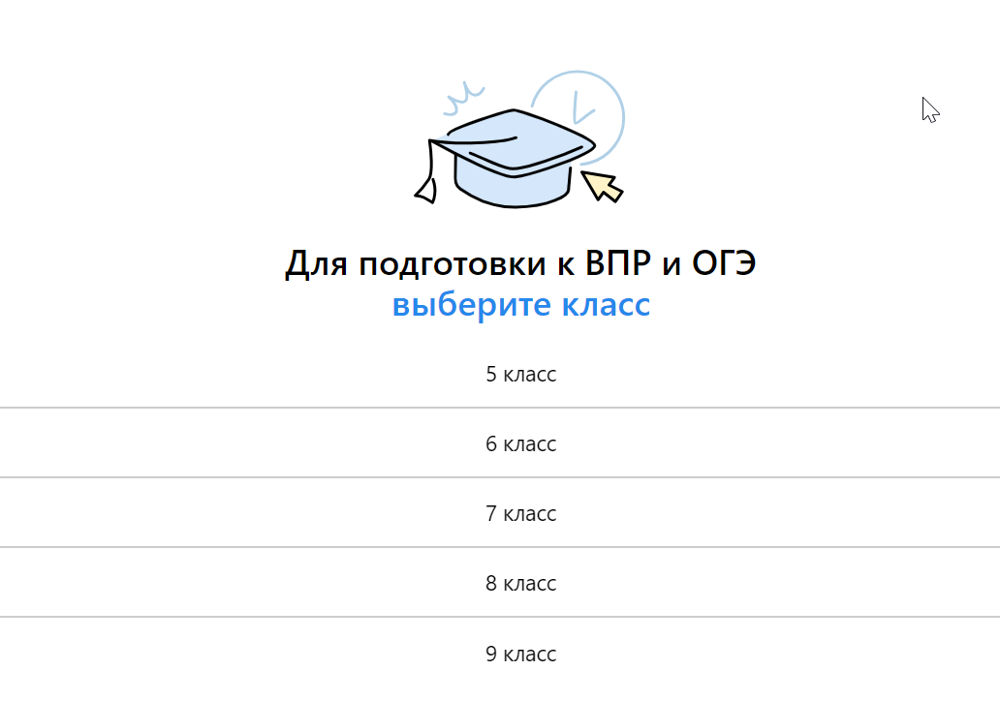 Для подготовки к ВПР и ОГЭ
выберите класс
5 класс
6 класс
7 класс
8 класс
9 класс